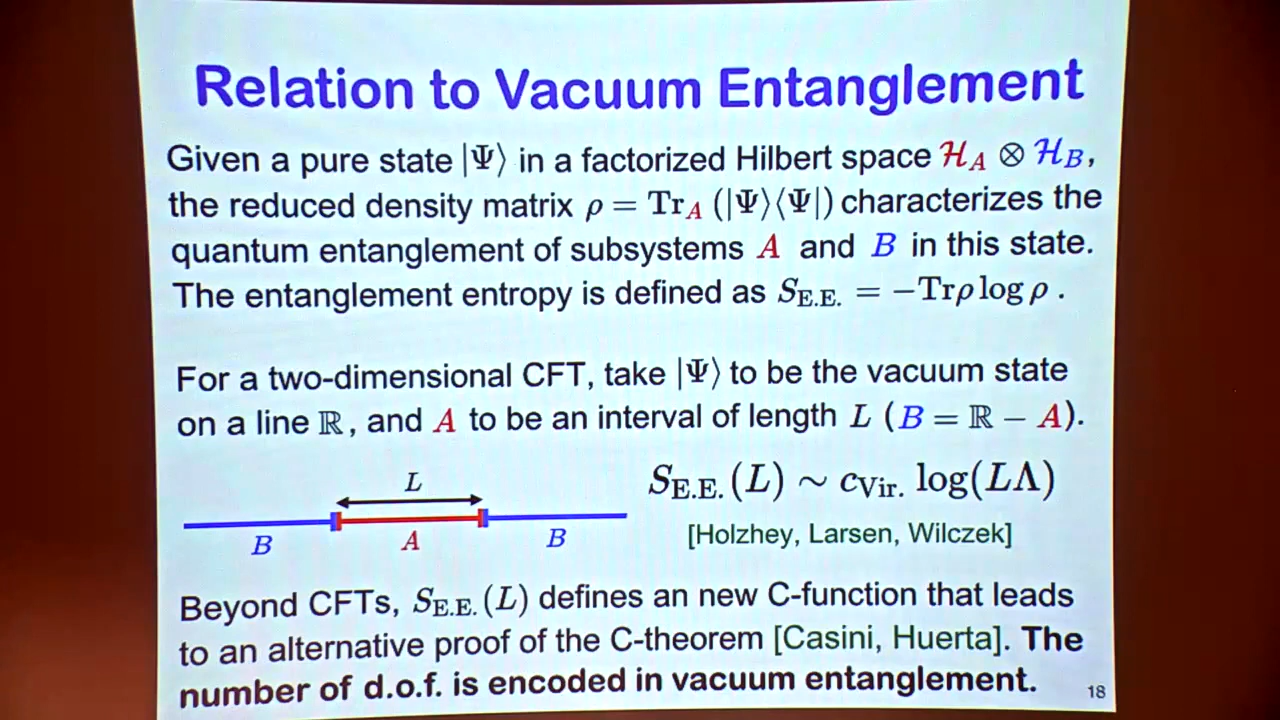 Relation to Vacuum Entanglement
Given a pure state |Ψ⟩ in a factorized Hilbert space ℋ_A ⊗ ℋ_B,
the reduced density matrix ρ = Tr_A (|Ψ⟩⟨Ψ|) characterizes the
quantum entanglement of subsystems A and B in this state.
The entanglement entropy is defined as S_E.E. = −Trρ log ρ .
For a two-dimensional CFT, take |Ψ⟩ to be the vacuum state
on a line ℝ, and A to be an interval of length L (B = ℝ − A).
L
S_E.E.(L) ∼ c_Vir. log(LΛ)
B A B
[Holzhey, Larsen, Wilczek]
Beyond CFTs, S_E.E.(L) defines an new C-function that leads
to an alternative proof of the C-theorem [Casini, Huerta]. The
number of d.o.f. is encoded in vacuum entanglement.
18